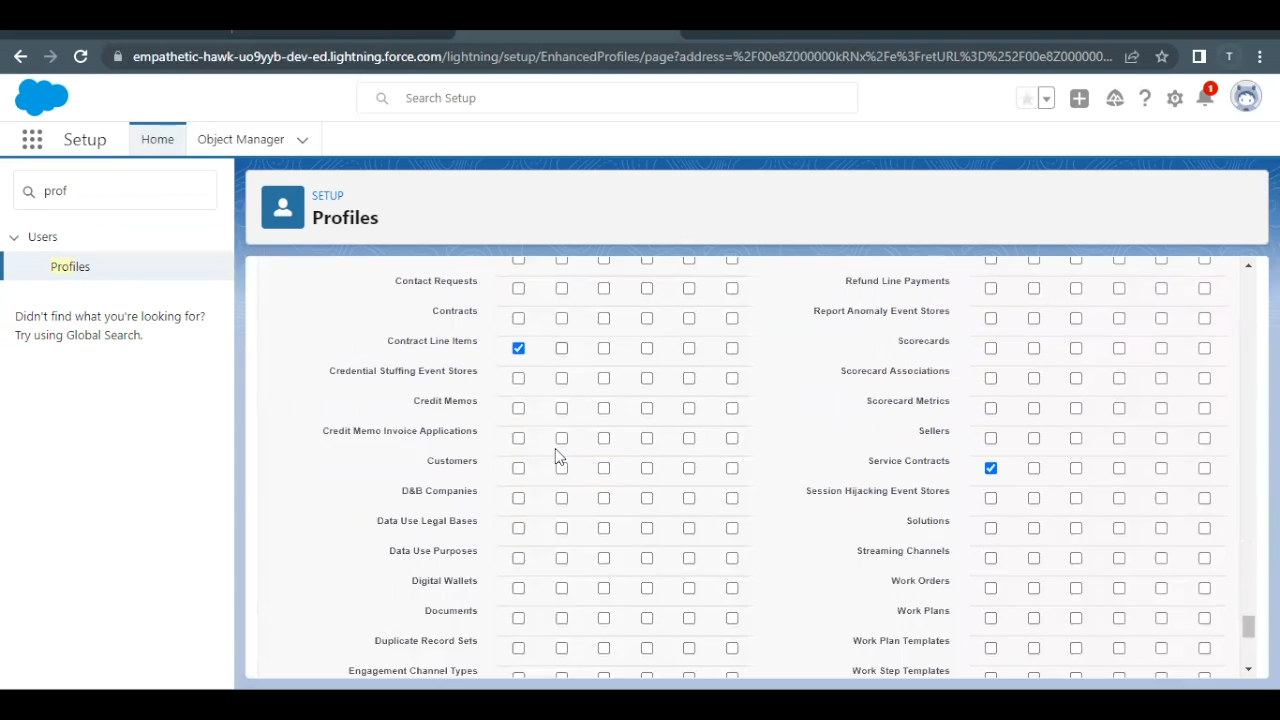 empathetic-hawk-uo9yyb-dev-ed.lightning.force.com/lightning/setup/EnhancedProfiles/page?address=%2F00e8Z000000kRNx%2Fe%3FretURL%3D%252F00e8Z000000...
T
Search Setup
1
Setup
Home
Object Manager
prof
Users
Profiles
Didn't find what you're looking for?
Try using Global Search.
SETUP
Profiles
Contact Requests
Contracts
Contract Line Items
Credential Stuffing Event Stores
Credit Memos
Credit Memo Invoice Applications
Customers
D&B Companies
Data Use Legal Bases
Data Use Purposes
Digital Wallets
Documents
Duplicate Record Sets
Engagement Channel Types
Refund Line Payments
Report Anomaly Event Stores
Scorecards
Scorecard Associations
Scorecard Metrics
Sellers
Service Contracts
Session Hijacking Event Stores
Solutions
Streaming Channels
Work Orders
Work Plans
Work Plan Templates
Work Step Templates